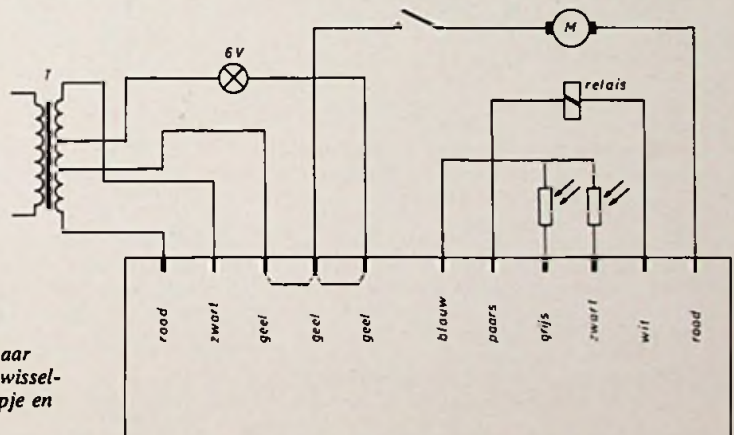 6V
M
T
relais
rood
zwart
geel
geel
geel
blauw
paars
grijs
zwart
wit
rood
aar
wissel-
pje en